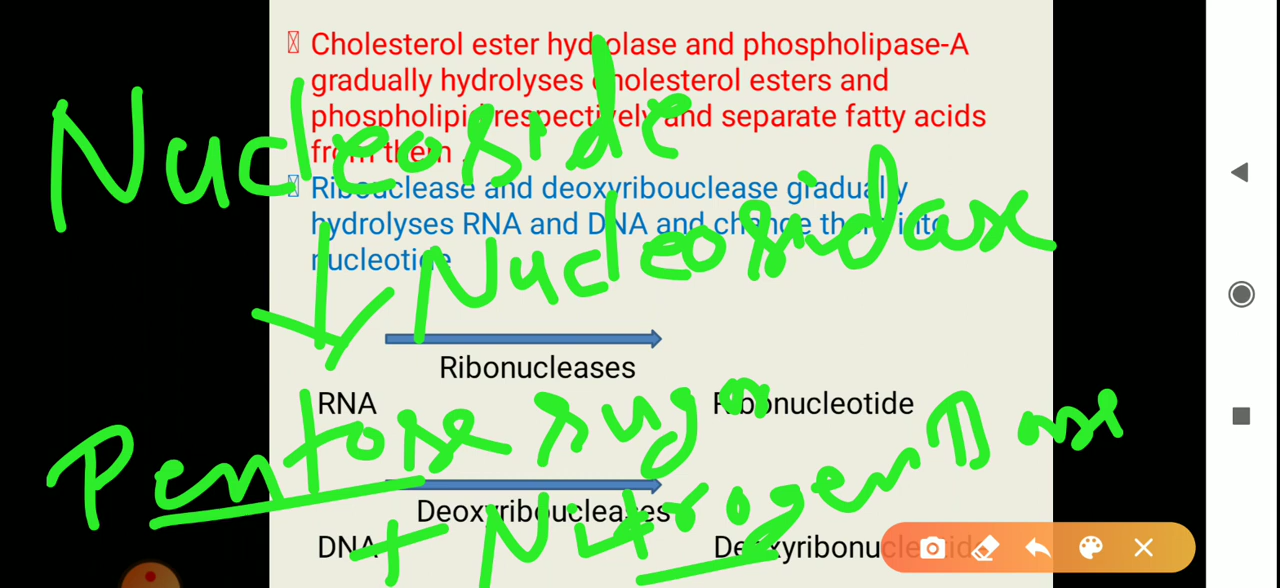 Cholesterol ester hydrolase and phospholipase-A
gradually hydrolyses cholesterol esters and
phospholipid respectively and separate fatty acids
from them .
Ribouclease and deoxyribouclease gradually
hydrolyses RNA and DNA and change them into
nucleotide
Ribonucleases
RNA
Ribonucleotide
Deoxyriboucleases
DNA
Deoxyribonucleotide
Nucleoside
Nucleosidase
Pentose sugar
+ Nitrogen